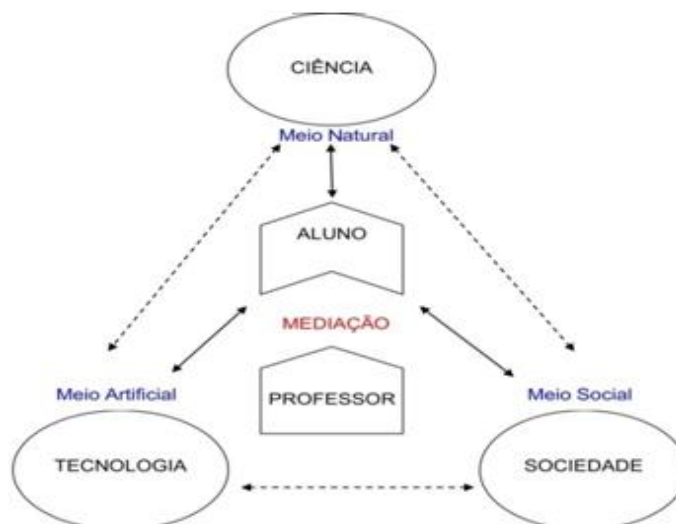 CIÊNCIA
Meio Natural
ALUNO
MEDIAÇÃO
Meio Artificial
PROFESSOR
Meio Social
TECNOLOGIA
SOCIEDADE